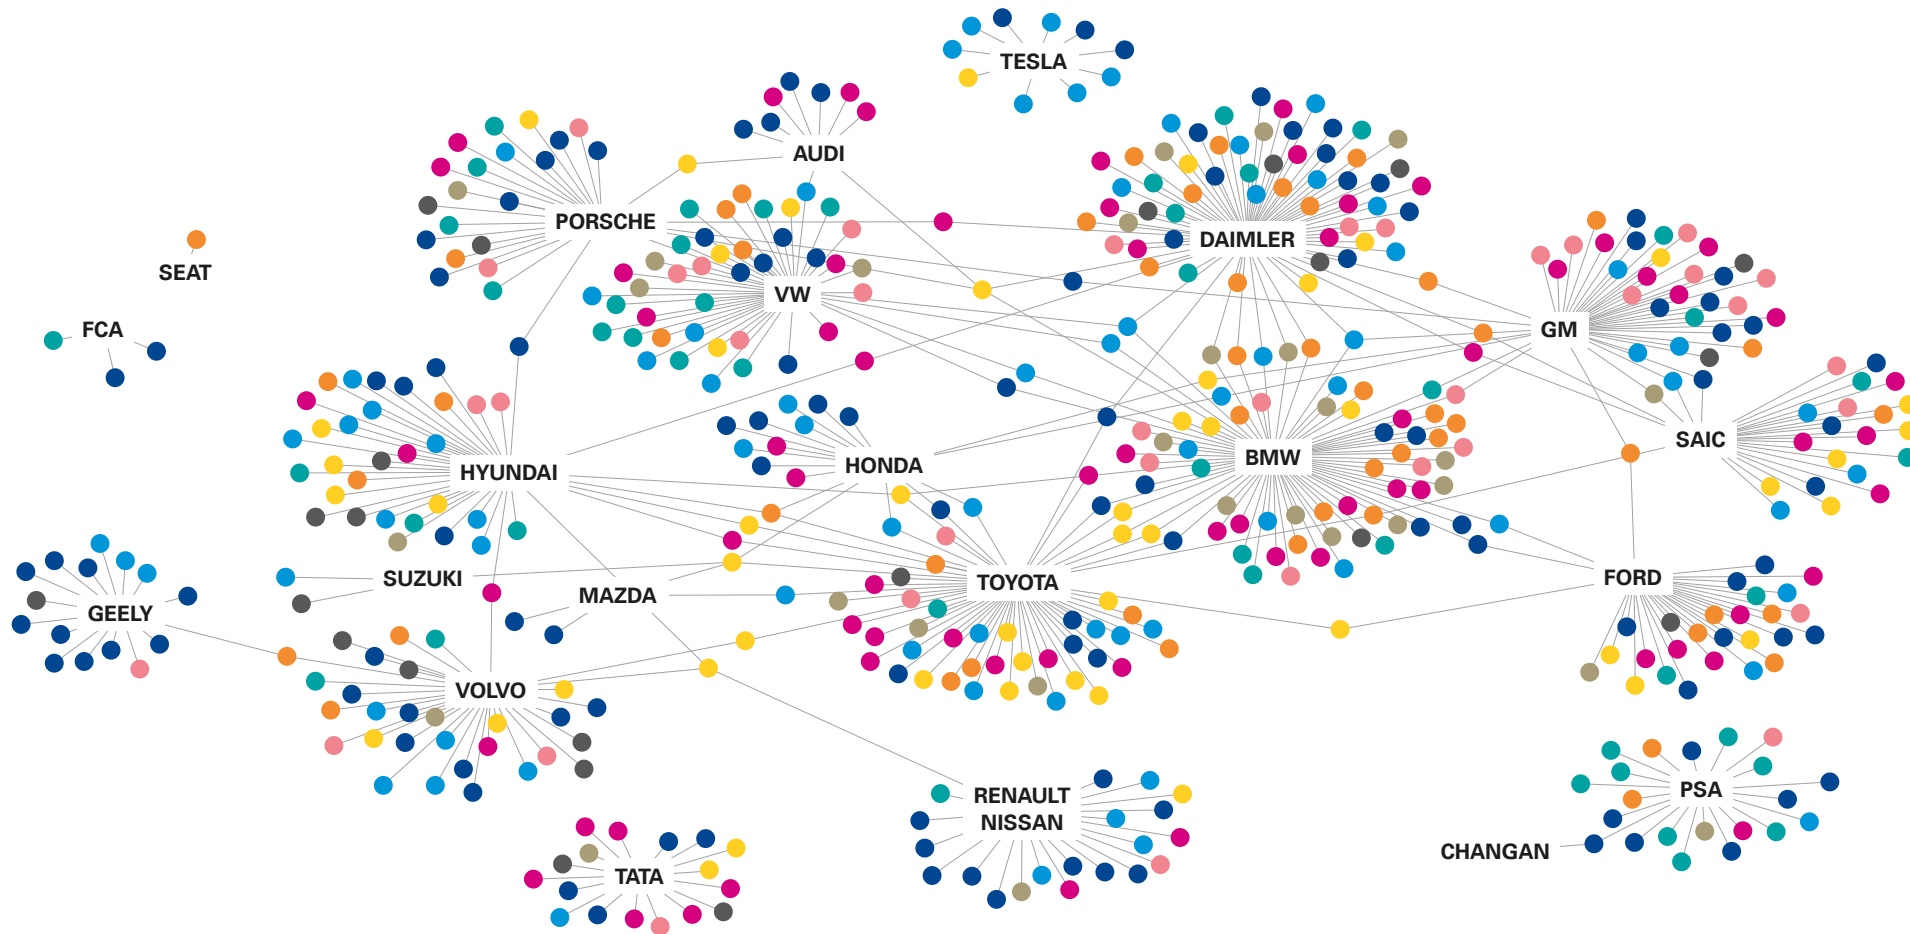 TESLA
AUDI
PORSCHE
DAIMLER
SEAT
VW
FCA
GM
SAIC
HYUNDAI
HONDA
BMW
SUZUKI
MAZDA
TOYOTA
FORD
GEELY
VOLVO
RENAULT
NISSAN
PSA
CHANGAN
TATA